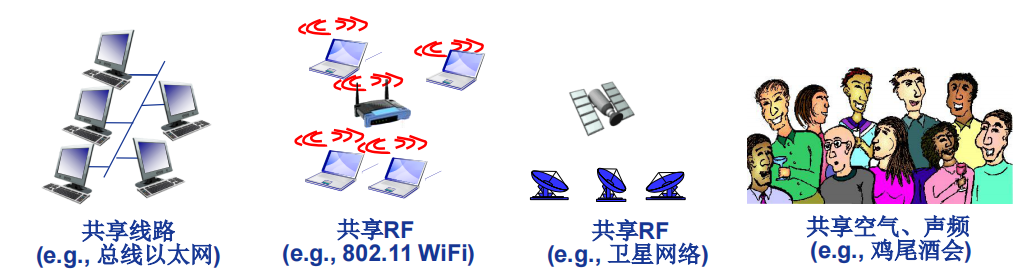 共享线路
(e.g., 总线以太网)
共享RF
(e.g., 802.11 WiFi)
共享RF
(e.g., 卫星网络)
共享空气、声频
(e.g., 鸡尾酒会)